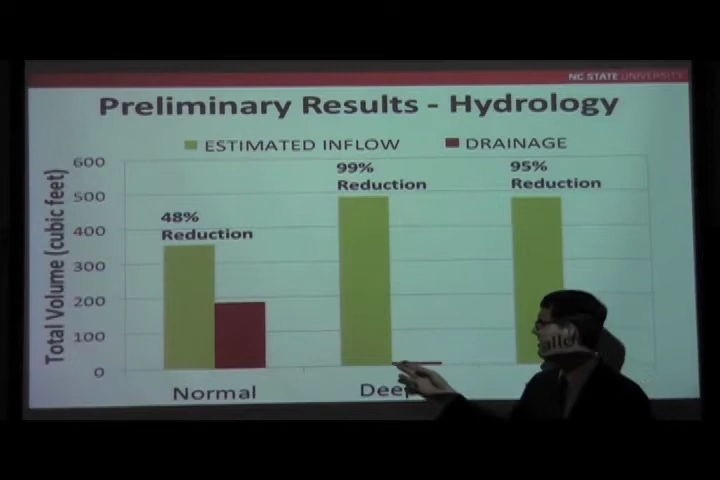 NC STATE UNIVERSITY
Preliminary Results - Hydrology
ESTIMATED INFLOW
DRAINAGE
Total Volume (cubic feet)
600
500
400
300
200
100
0
48%
Reduction
99%
Reduction
95%
Reduction
Normal
Deep